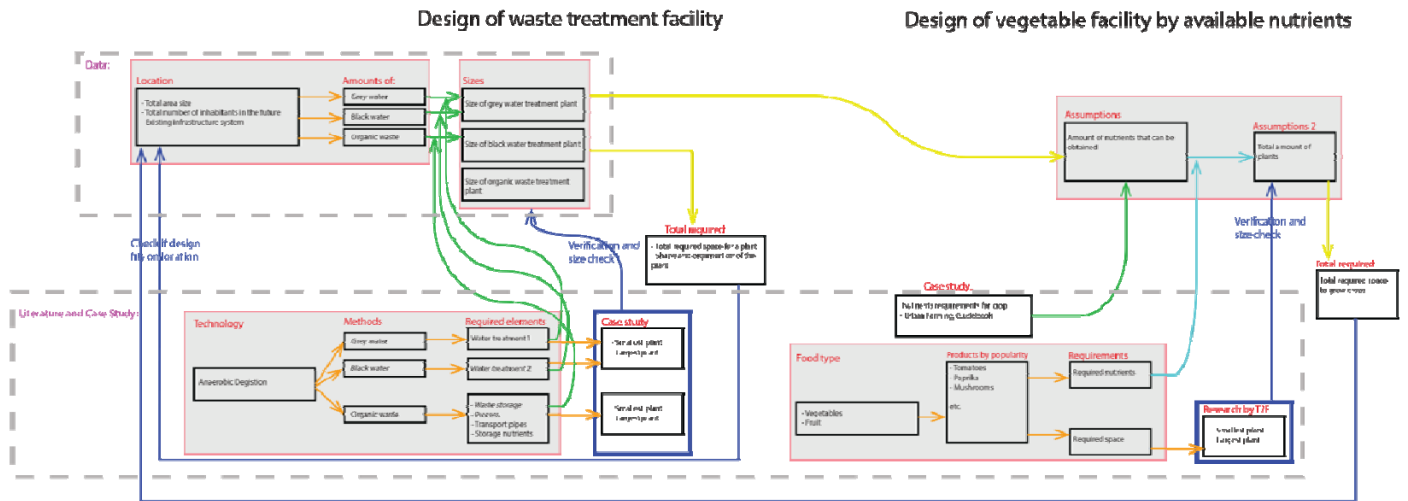 Design of waste treatment facility
Design of vegetable facility by available nutrients
Data:
Location
- Total area size
- Total number of inhabitants in the future
Existing infrastructure system
Amounts of:
Grey water
Black water
Organic waste
Sizes
Size of grey water treatment plant
Size of black water treatment plant
Size of organic waste treatment
plant
Assumptions
Amount of nutrients that can be
obtained
Assumptions 2
Total amount of
plants
Check if design
fits on location
Verification and
size check
Total required
- Total required space for a plant
Shape and organisation of the
plant
Verification and
size check
Total required
Total required space
to grow crops
Literature and Case Study:
Technology
Anaerobic Degistion
Methods
Grey water
Black water
Organic waste
Required elements
Water treatment 1
Water treatment 2
- Waste storage
- Transport pipes
- Storage nutrients
Case study
- Smallest plant
Largest plant
- Smallest plant
Largest plant
Case study
Nutrients requirements for crop
- Urban Farming Guidebook
Food type
- Vegetables
- Fruit
Products by popularity
- Tomatoes
- Paprika
- Mushrooms
etc.
Requirements
Required nutrients
Required space
Research by TZF
Smallest plant
Largest plant